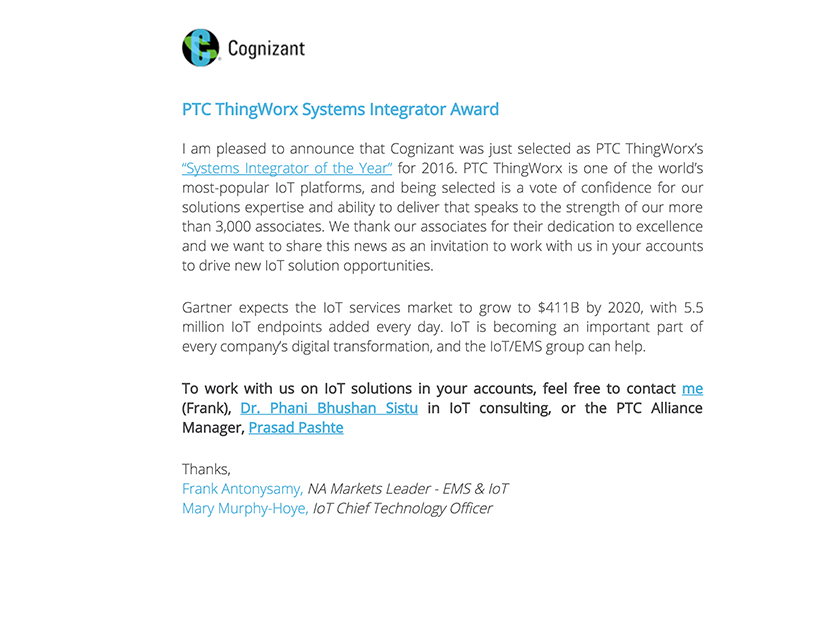 Cognizant
PTC ThingWorx Systems Integrator Award
I am pleased to announce that Cognizant was just selected as PTC ThingWorx’s
“Systems Integrator of the Year” for 2016. PTC ThingWorx is one of the world’s
most-popular IoT platforms, and being selected is a vote of confidence for our
solutions expertise and ability to deliver that speaks to the strength of our more
than 3,000 associates. We thank our associates for their dedication to excellence
and we want to share this news as an invitation to work with us in your accounts
to drive new IoT solution opportunities.
Gartner expects the IoT services market to grow to $411B by 2020, with 5.5
million IoT endpoints added every day. IoT is becoming an important part of
every company’s digital transformation, and the IoT/EMS group can help.
To work with us on IoT solutions in your accounts, feel free to contact me
(Frank), Dr. Phani Bhushan Sistu in IoT consulting, or the PTC Alliance
Manager, Prasad Pashte
Thanks,
Frank Antonysamy, NA Markets Leader - EMS & IoT
Mary Murphy-Hoye, IoT Chief Technology Officer